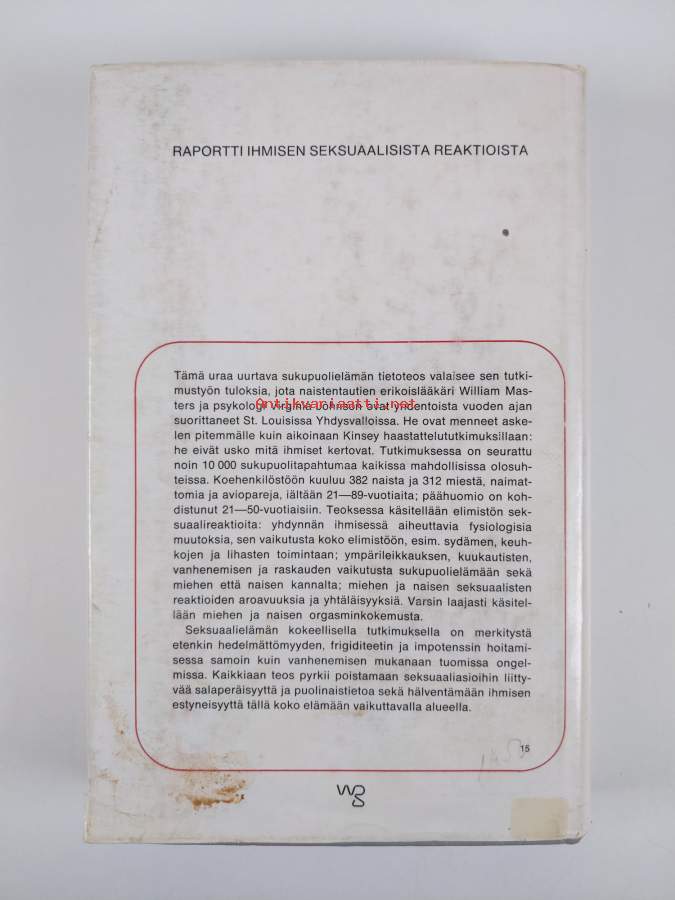 RAPORTTI IHMISEN SEKSUAALISISTA REAKTIOISTA
Tämä uraa uurtava sukupuolielämän tietoteos valaisee sen tutki-
mustyön tuloksia, jota naistentautien erikoislääkäri William Mas-
ters ja psykologi Virginia Johnson ovat yhdentoista vuoden ajan
Antikvariaatti.net
suorittaneet St. Louisissa Yhdysvalloissa. He ovat menneet aske-
len pitemmälle kuin aikoinaan Kinsey haastattelututkimuksillaan:
he eivät usko mitä ihmiset kertovat. Tutkimuksessa on seurattu
noin 10 000 sukupuolitapahtumaa kaikissa mahdollisissa olosuh-
teissa. Koehenkilöstöön kuuluu 382 naista ja 312 miestä, naimat-
tomia ja aviopareja, iältään 21—89-vuotiaita; päähuomio on koh-
distunut 21—50-vuotiaisiin. Teoksessa käsitellään elimistön sek-
suaalireaktioita: yhdynnän ihmisessä aiheuttavia fysiologisia
muutoksia, sen vaikutusta koko elimistöön, esim. sydämen, keuh-
kojen ja lihasten toimintaan; ympärileikkauksen, kuukautisten,
vanhenemisen ja raskauden vaikutusta sukupuolielämään sekä
miehen että naisen kannalta; miehen ja naisen seksuaalisten
reaktioiden aroavuuksia ja yhtäläisyyksiä. Varsin laajasti käsitel-
lään miehen ja naisen orgasminkokemusta.
Seksuaalielämän kokeellisella tutkimuksella on merkitystä
etenkin hedelmättömyyden, frigiditeetin ja impotenssin hoitami-
sessa samoin kuin vanhenemisen mukanaan tuomissa ongel-
missa. Kaikkiaan teos pyrkii poistamaan seksuaaliasioihin liitty-
vää salaperäisyyttä ja puolinaistietoa sekä hälventämään ihmisen
estyneisyyttä tällä koko elämään vaikuttavalla alueella.
15